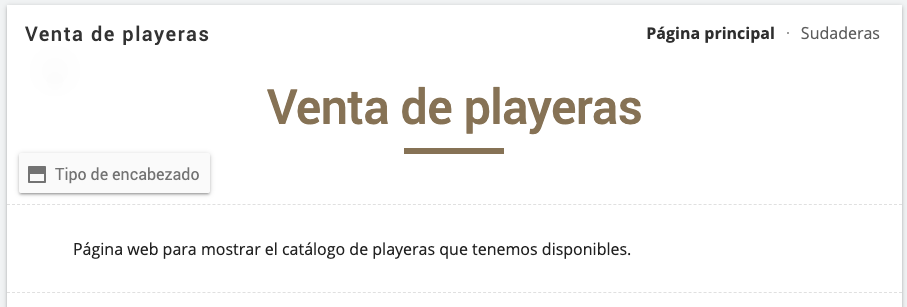 Venta de playeras
Página principal · Sudaderas
Venta de playeras
Tipo de encabezado
Página web para mostrar el catálogo de playeras que tenemos disponibles.